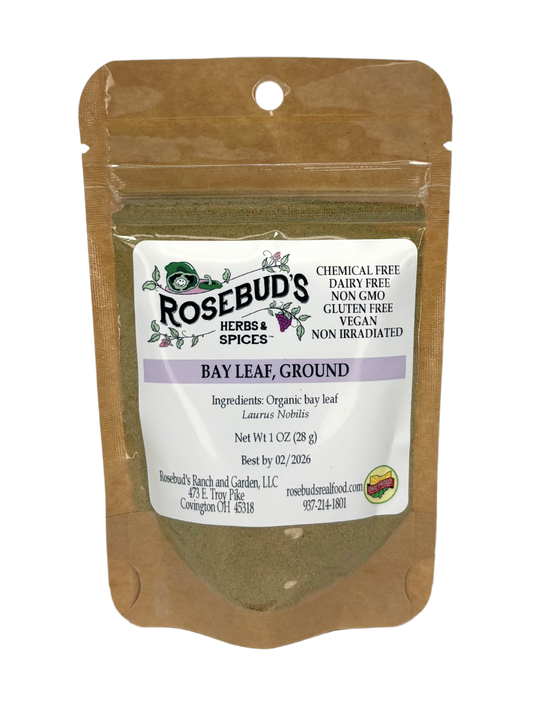 ROSEBUD'S
HERBS &
SPICES™
CHEMICAL FREE
DAIRY FREE
NON GMO
GLUTEN FREE
VEGAN
NON IRRADIATED
BAY LEAF, GROUND
Ingredients: Organic bay leaf
Laurus Nobilis
Net Wt 1 OZ (28 g)
Best by 02/2026
Rosebud's Ranch and Garden, LLC
473 E. Troy Pike
Covington OH 45318
rosebudsrealfood.com
937-214-1801